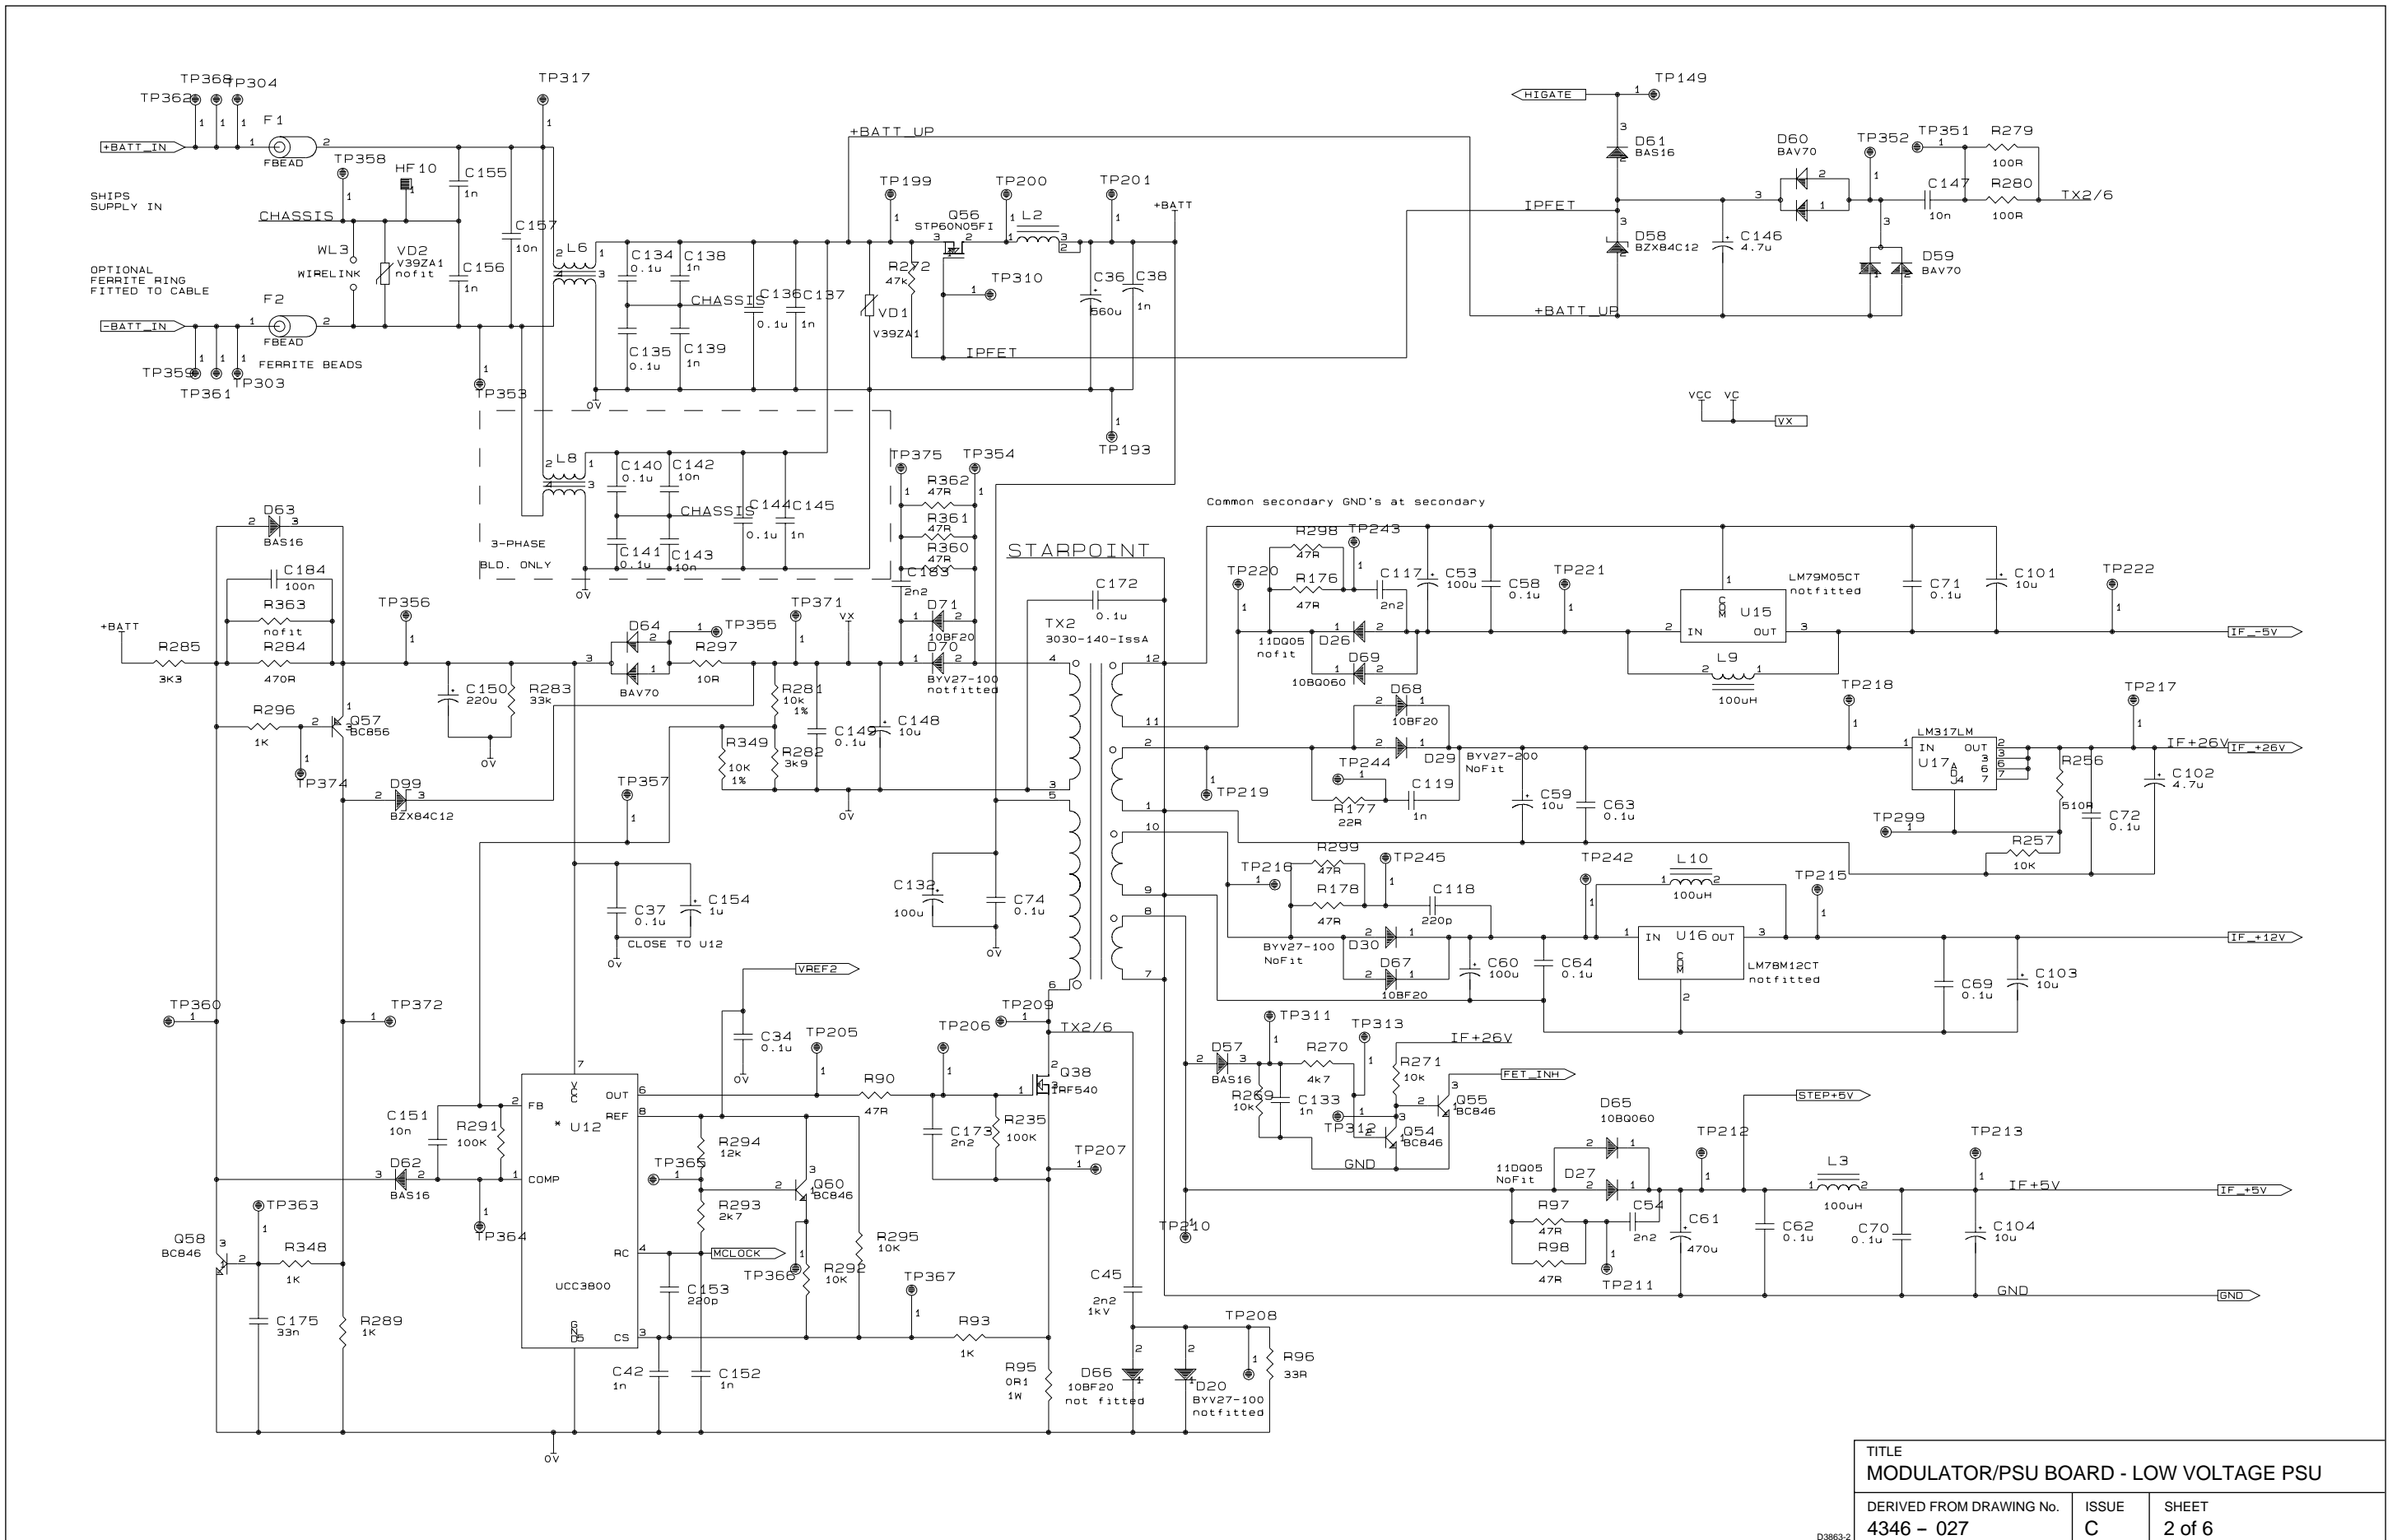 TP368
TP304
TP362
+BATT_IN
F1
FBEAD
TP317
TP358
HF10
C155
1n
SHIPS
SUPPLY IN
CHASSIS
C157
10n
WL3
WIRELINK
VD2
V39ZA1
nofit
C156
1n
OPTIONAL
FERRITE RING
FITTED TO CABLE
F2
-BATT_IN
FBEAD
FERRITE BEADS
TP359
TP361
TP303
TP353
L6
C134
0.1u
C138
1n
CHASSIS
C136
0.1u
C137
1n
C135
0.1u
C139
1n
0V
+BATT_UP
TP199
Q56
STP60N05FI
TP200
L2
TP201
+BATT
R272
47k
TP310
VD1
V39ZA1
IPFET
C36
560u
C38
1n
TP193
HIGATE
TP149
D61
BAS16
D60
BAV70
TP352
TP351
R279
100R
R280
100R
TX2/6
C147
10n
IPFET
D58
BZX84C12
C146
4.7u
D59
BAV70
+BATT_UP
VCC
VC
VX
L8
C140
0.1u
C142
10n
CHASSIS
C144
0.1u
C145
1n
C141
0.1u
C143
10n
3-PHASE
BLD. ONLY
0V
TP375
TP354
R362
47R
R361
47R
R360
47R
C183
2n2
D71
10BF20
D70
BYV27-100
notfitted
D63
BAS16
C184
100n
R363
nofit
R284
470R
+BATT
R285
3K3
TP356
D64
BAV70
TP355
R297
10R
TP371
VX
C150
220u
R283
33k
0V
R296
1K
Q57
BC856
TP374
D99
BZX84C12
R281
10k
1%
R349
10K
1%
R282
3k9
C149
0.1u
C148
10u
0V
TP357
C37
0.1u
C154
1u
CLOSE TO U12
0V
VREF2
C132
100u
C74
0.1u
0V
STARPOINT
C172
0.1u
TX2
3030-140-IssA
Common secondary GND's at secondary
R298
47R
TP243
TP220
R176
47R
C117
2n2
C53
100u
C58
0.1u
TP221
LM79M05CT
notfitted
COM
U15
IN
OUT
C71
0.1u
C101
10u
TP222
IF_-5V
11DQ05
nofit
D26
D69
10BQ060
L9
100uH
D68
10BF20
D29
BYV27-200
NoFit
TP244
C119
1n
R177
22R
TP219
C59
10u
C63
0.1u
TP218
TP217
LM317LM
IN
OUT
U17
ADJ
IF+26V
IF_+26V
R256
510R
C102
4.7u
C72
0.1u
TP299
R257
10K
TP216
R299
47R
R178
47R
TP245
C118
220p
TP242
L10
100uH
TP215
BYV27-100
NoFit
D30
D67
10BF20
C60
100u
C64
0.1u
IN
U16
OUT
COM
LM78M12CT
notfitted
IF_+12V
C69
0.1u
C103
10u
TP360
TP372
C34
0.1u
0V
TP205
TP206
TP209
TX2/6
Q38
IRF540
R90
47R
C173
2n2
R235
100K
TP207
VCC
FB
OUT
REF
* U12
COMP
RC
UCC3800
GND
CS
C151
10n
R291
100K
D62
BAS16
TP364
TP363
Q58
BC846
R348
1K
C175
33n
R289
1K
R294
12k
TP365
R293
2k7
Q60
BC846
MCLOCK
TP366
R292
10K
R295
10K
C153
220p
TP367
R93
1K
C42
1n
C152
1n
R95
0R1
1W
0V
C45
2n2
1kV
D66
10BF20
not fitted
D20
BYV27-100
notfitted
TP208
R96
33R
TP311
D57
BAS16
R269
10k
C133
1n
R270
4k7
TP313
TP312
IF+26V
R271
10k
FET_INH
Q55
BC846
Q54
BC846
GND
TP210
D65
10BQ060
11DQ05
NoFit
D27
R97
47R
R98
47R
C54
2n2
TP211
TP212
STEP+5V
C61
470u
C62
0.1u
L3
100uH
C70
0.1u
TP213
C104
10u
IF+5V
IF_+5V
GND
GND
TITLE
MODULATOR/PSU BOARD - LOW VOLTAGE PSU
DERIVED FROM DRAWING No.
4346 – 027
ISSUE
C
SHEET
2 of 6
D3863-2